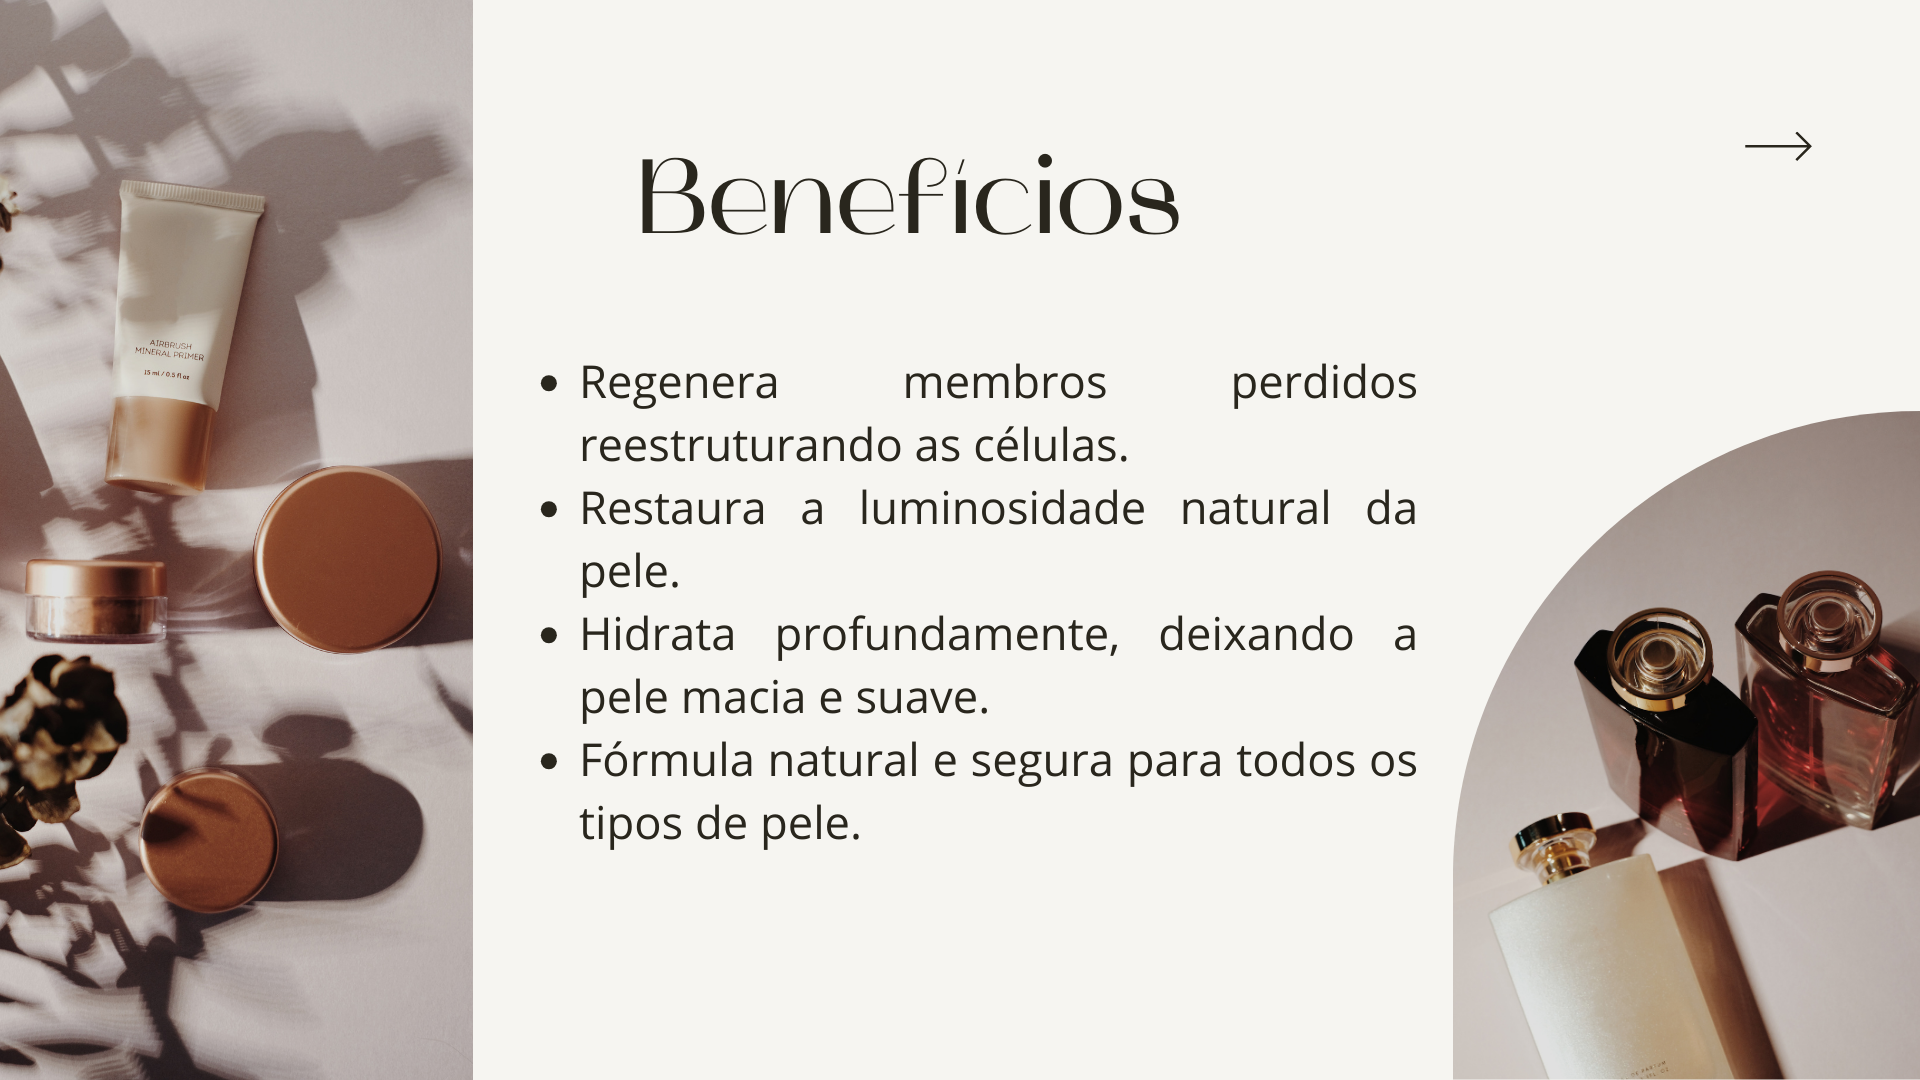 Benefícios
AIRBRUSH
MINERAL PRIMER
15 ml / 0.5 fl oz
Regenera membros perdidos
reestruturando as células.
Restaura a luminosidade natural da
pele.
Hidrata profundamente, deixando a
pele macia e suave.
Fórmula natural e segura para todos os
tipos de pele.